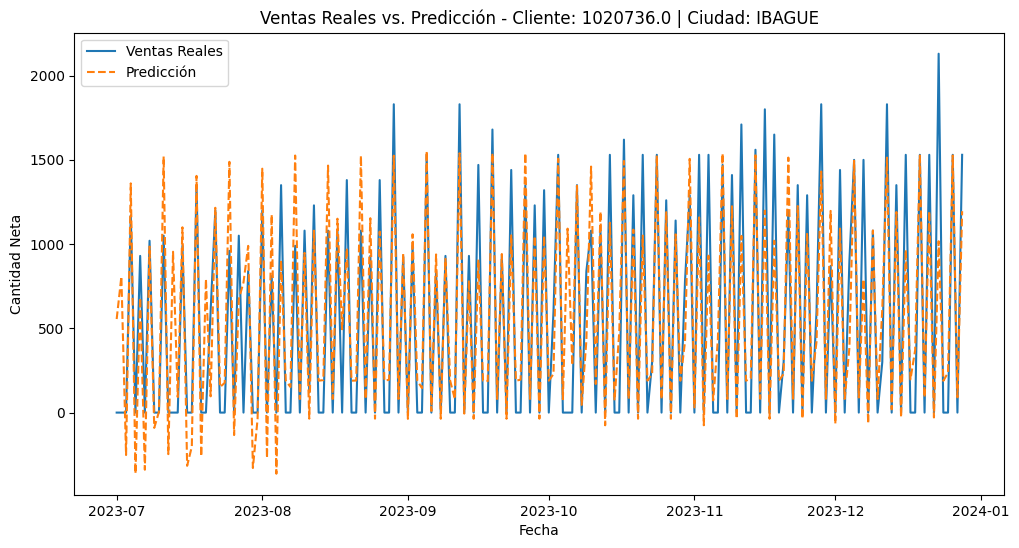 Ventas Reales vs. Predicción - Cliente: 1020736.0 | Ciudad: IBAGUE
Ventas Reales
Predicción
Cantidad Neta
2000
1500
1000
500
0
2023-07
2023-08
2023-09
2023-10
2023-11
2023-12
2024-01
Fecha